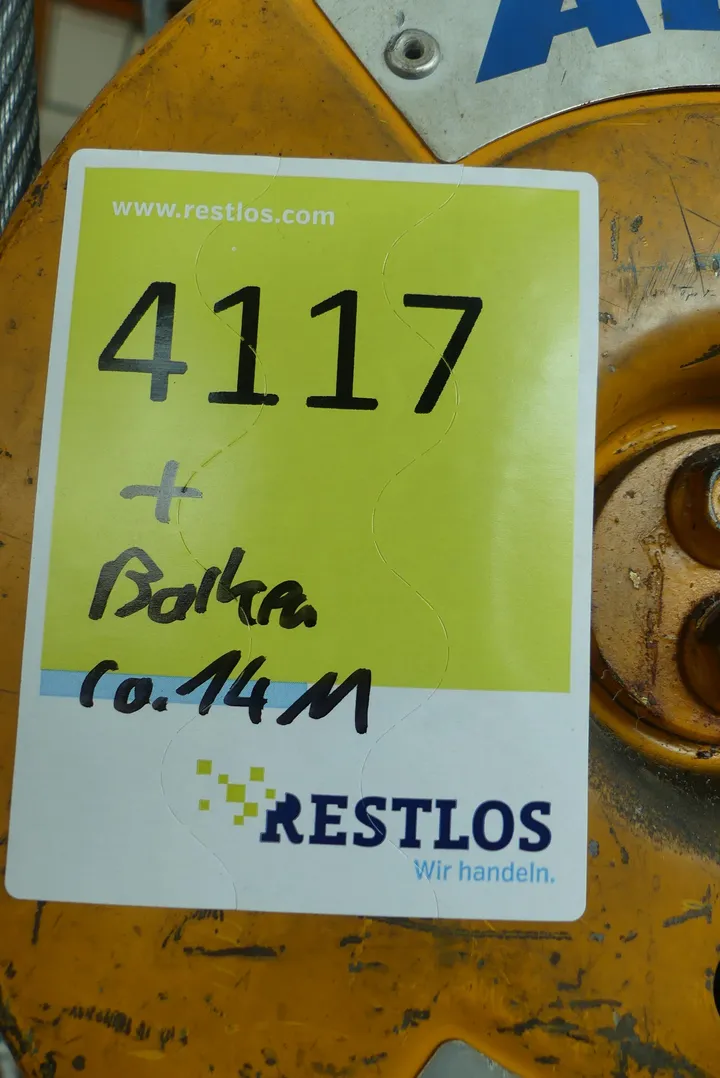 www.restlos.com
4117
+
Balken
ca. 14 M
RESTLOS
Wir handeln.